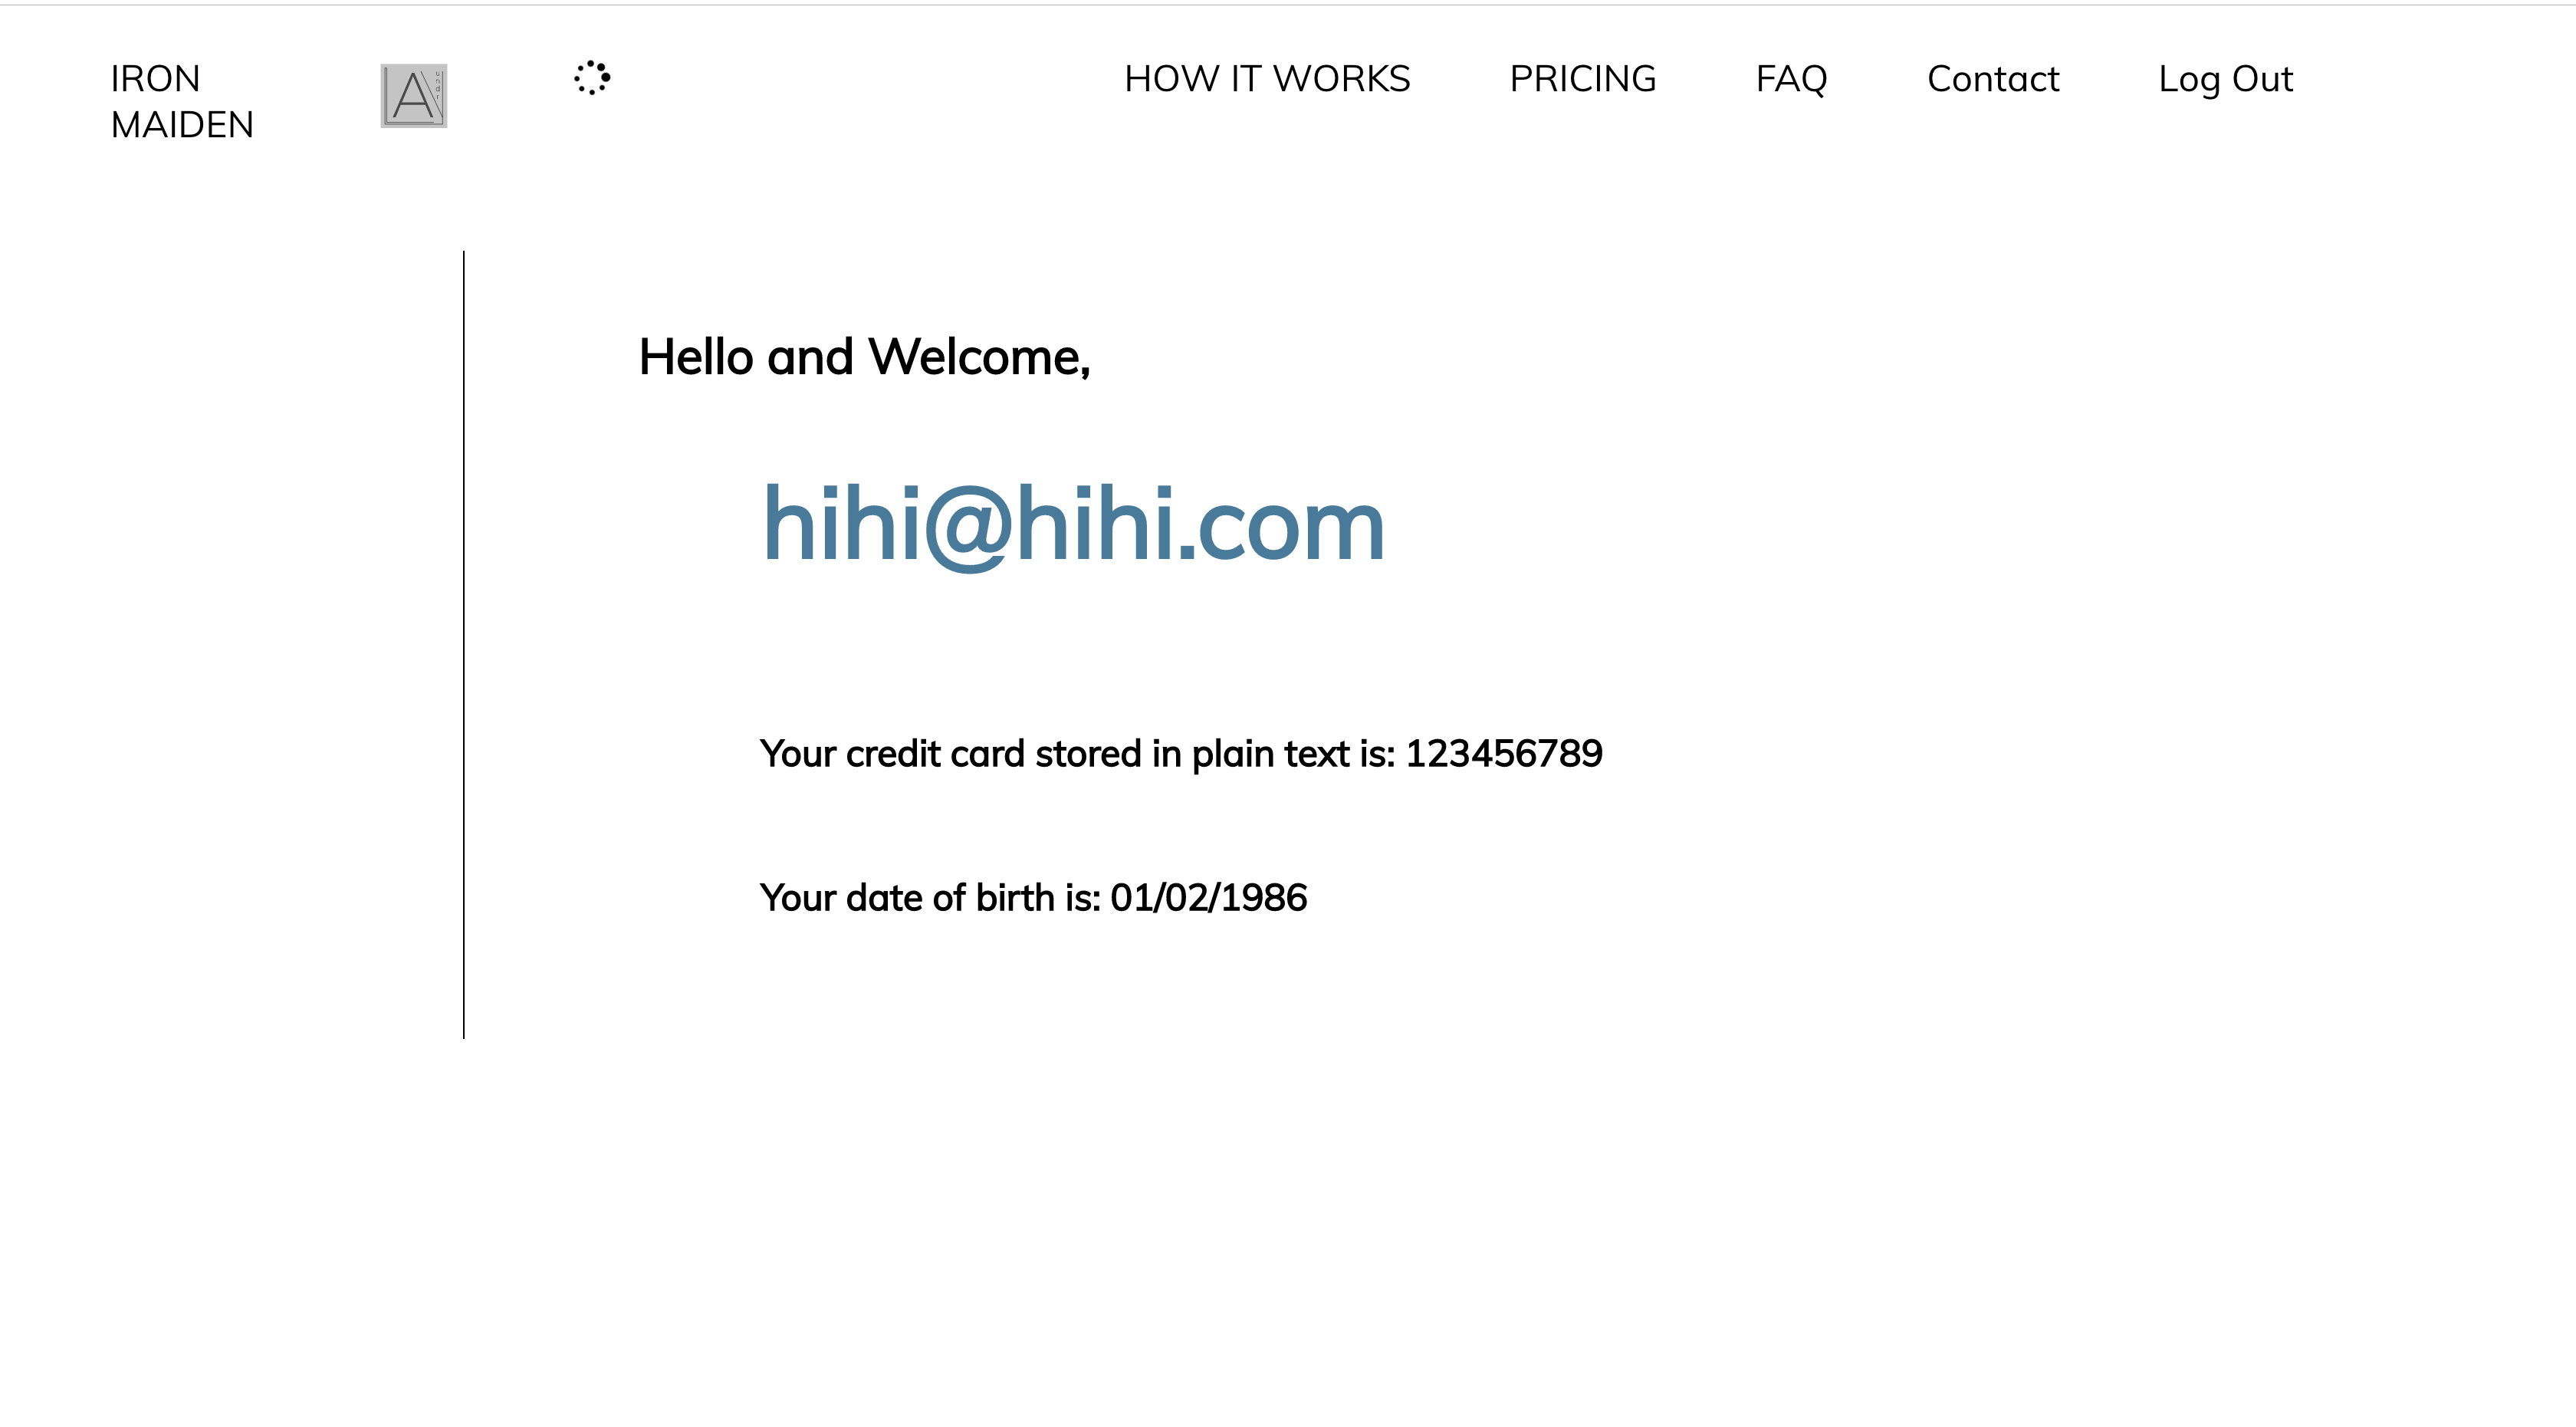 IRON
MAIDEN
A
undr
HOW IT WORKS
PRICING
FAQ
Contact
Log Out
Hello and Welcome,
hihi@hihi.com
Your credit card stored in plain text is: 123456789
Your date of birth is: 01/02/1986